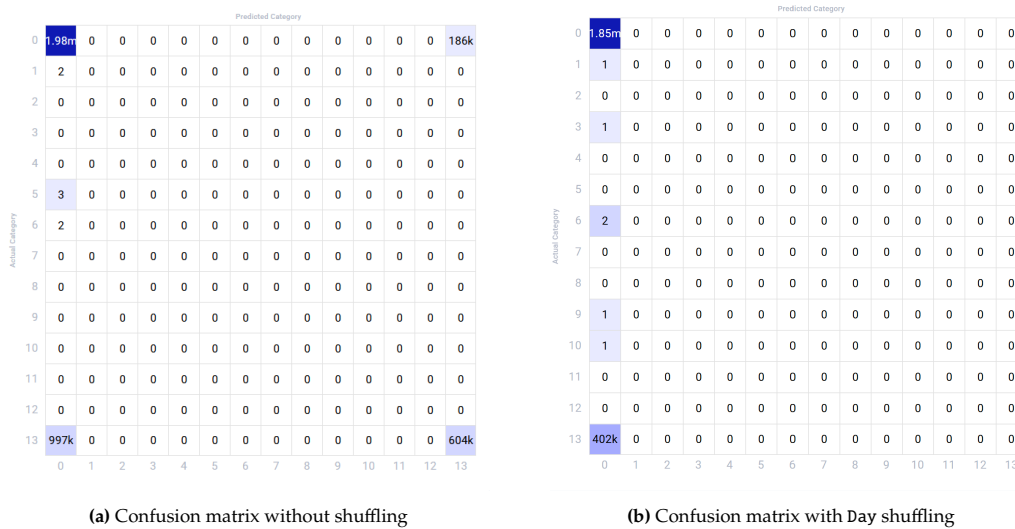 Predicted Category
0 1.98m 0 0 0 0 0 0 0 0 0 0 0 0 186k
1 2 0 0 0 0 0 0 0 0 0 0 0 0 0
2 0 0 0 0 0 0 0 0 0 0 0 0 0 0
3 0 0 0 0 0 0 0 0 0 0 0 0 0 0
4 0 0 0 0 0 0 0 0 0 0 0 0 0 0
5 3 0 0 0 0 0 0 0 0 0 0 0 0 0
6 2 0 0 0 0 0 0 0 0 0 0 0 0 0
Actual Category
7 0 0 0 0 0 0 0 0 0 0 0 0 0 0
8 0 0 0 0 0 0 0 0 0 0 0 0 0 0
9 0 0 0 0 0 0 0 0 0 0 0 0 0 0
10 0 0 0 0 0 0 0 0 0 0 0 0 0 0
11 0 0 0 0 0 0 0 0 0 0 0 0 0 0
12 0 0 0 0 0 0 0 0 0 0 0 0 0 0
13 997k 0 0 0 0 0 0 0 0 0 0 0 0 604k
0 1 2 3 4 5 6 7 8 9 10 11 12 13
(a) Confusion matrix without shuffling
Predicted Category
0 1.85m 0 0 0 0 0 0 0 0 0 0 0 0 0
1 1 0 0 0 0 0 0 0 0 0 0 0 0 0
2 0 0 0 0 0 0 0 0 0 0 0 0 0 0
3 1 0 0 0 0 0 0 0 0 0 0 0 0 0
4 0 0 0 0 0 0 0 0 0 0 0 0 0 0
5 0 0 0 0 0 0 0 0 0 0 0 0 0 0
6 2 0 0 0 0 0 0 0 0 0 0 0 0 0
Actual Category
7 0 0 0 0 0 0 0 0 0 0 0 0 0 0
8 0 0 0 0 0 0 0 0 0 0 0 0 0 0
9 1 0 0 0 0 0 0 0 0 0 0 0 0 0
10 1 0 0 0 0 0 0 0 0 0 0 0 0 0
11 0 0 0 0 0 0 0 0 0 0 0 0 0 0
12 0 0 0 0 0 0 0 0 0 0 0 0 0 0
13 402k 0 0 0 0 0 0 0 0 0 0 0 0 0
0 1 2 3 4 5 6 7 8 9 10 11 12 13
(b) Confusion matrix with Day shuffling